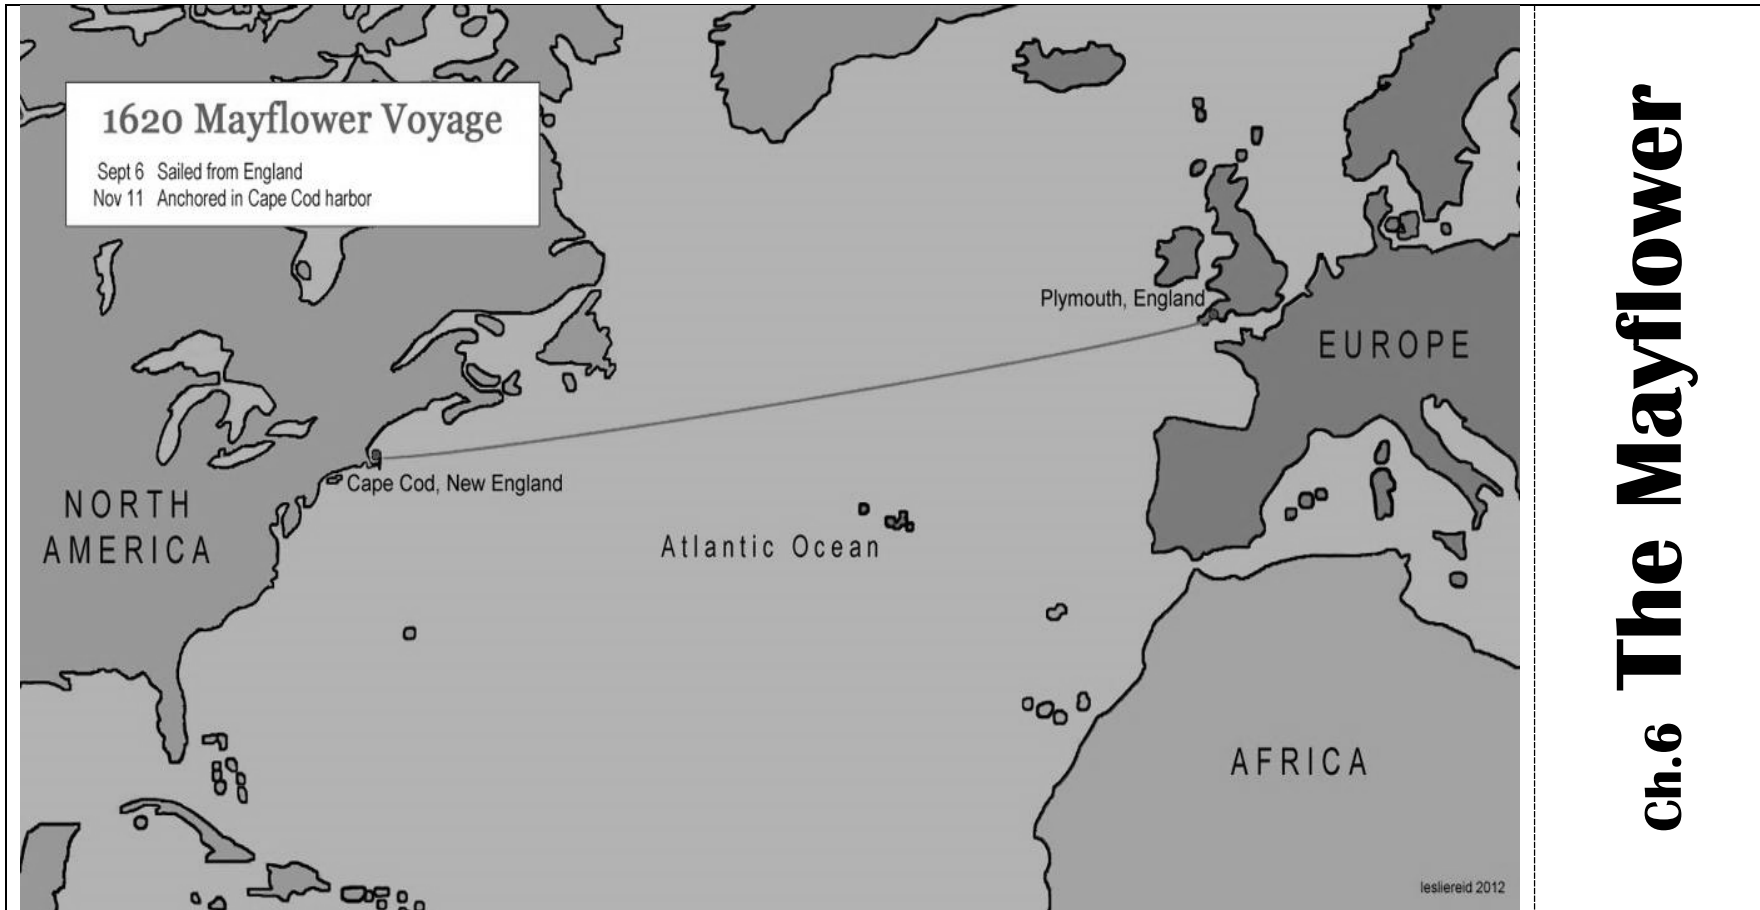 1620 Mayflower Voyage
Sept 6 Sailed from England
Nov 11 Anchored in Cape Cod harbor
Plymouth, England
EUROPE
Cape Cod, New England
NORTH
AMERICA
Atlantic Ocean
AFRICA
lesliereid 2012
Ch.6 The Mayflower